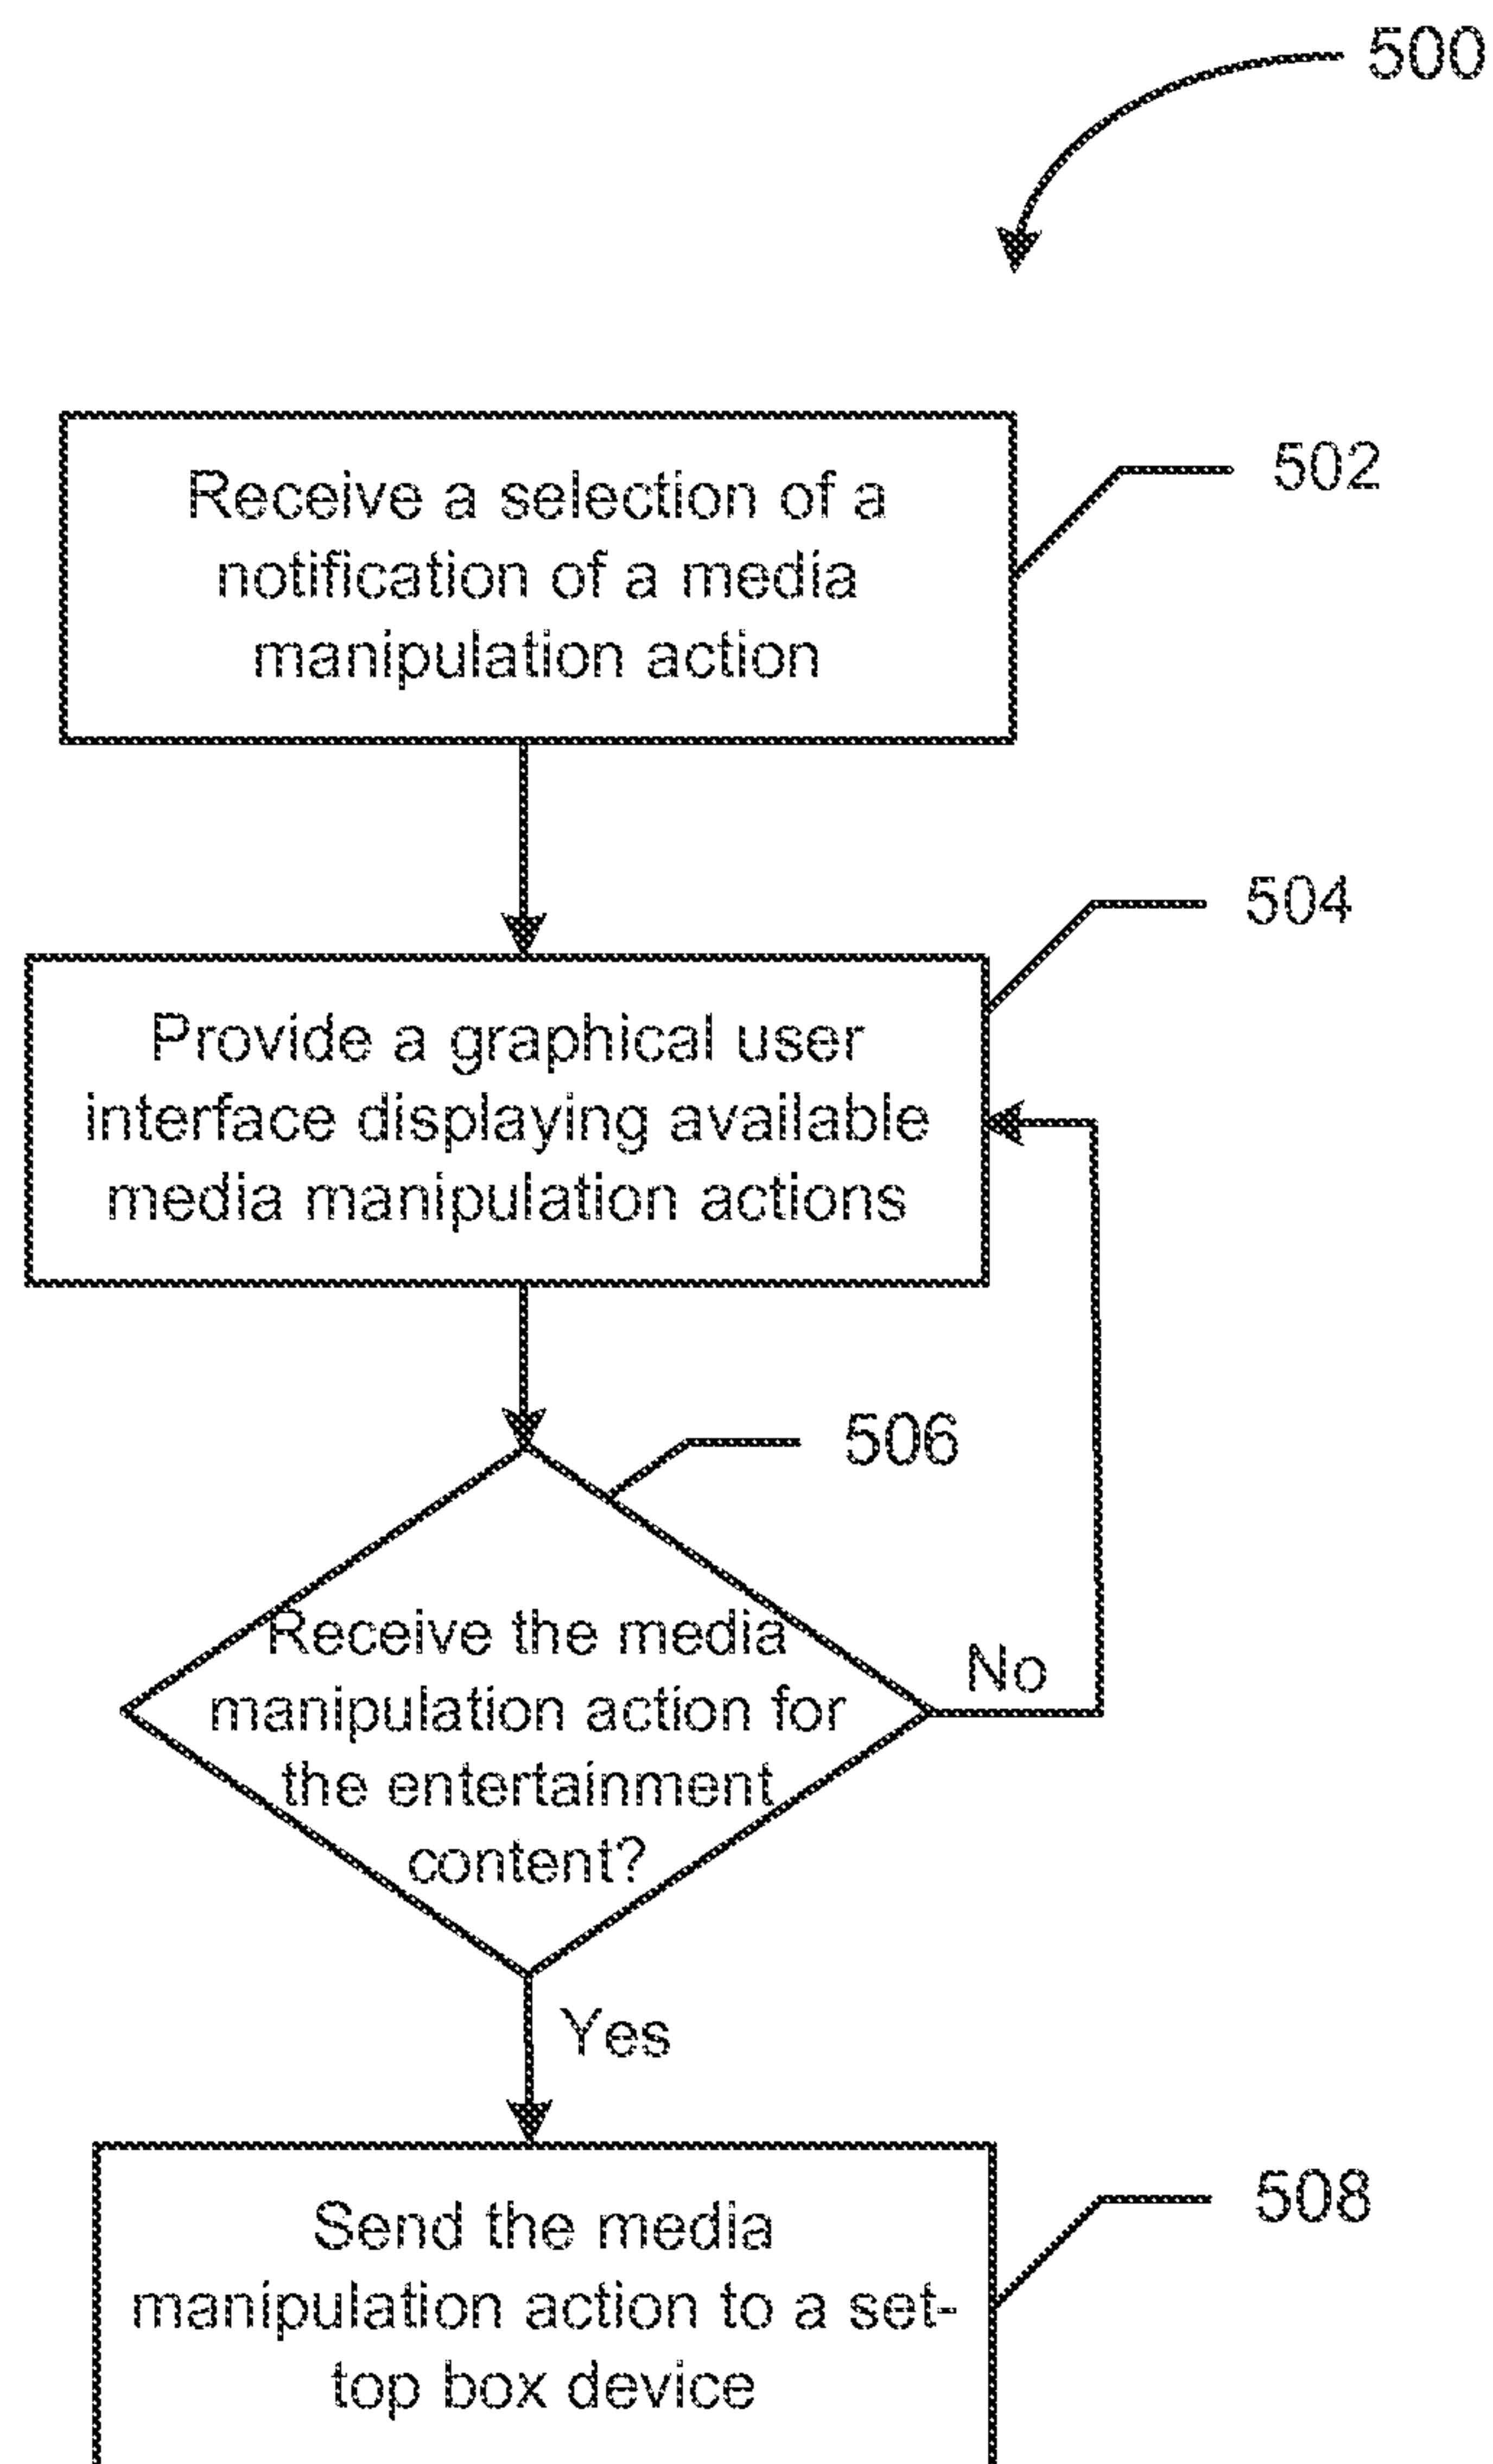 500
Receive a selection of a
notification of a media
manipulation action
502
504
Provide a graphical user
interface displaying available
media manipulation actions
506
Receive the media
manipulation action for
the entertainment
content?
No
Yes
Send the media
manipulation action to a set-
top box device
508